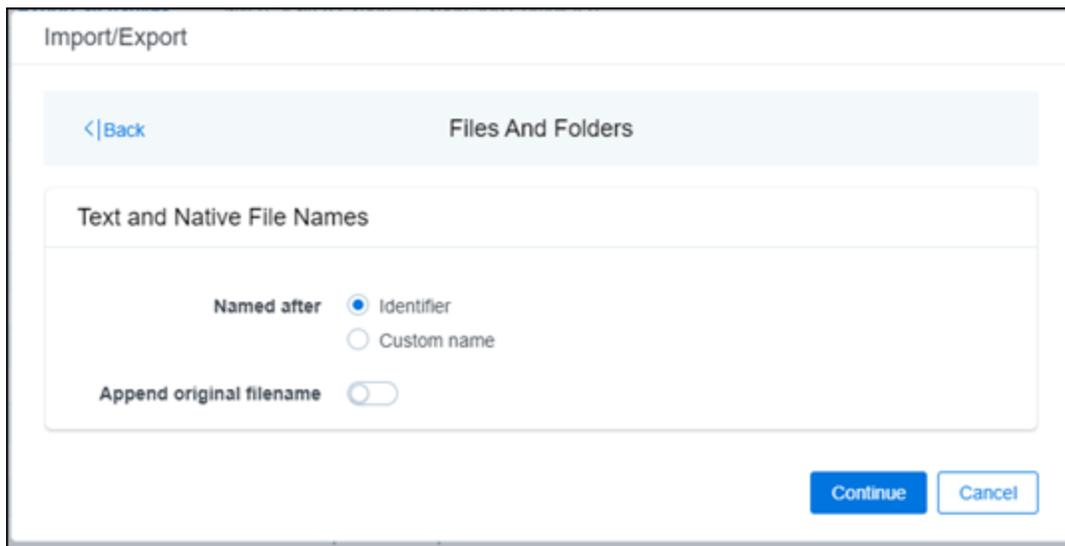 Import/Export
<|Back
Files And Folders
Text and Native File Names
Named after
Identifier
Custom name
Append original filename
Continue
Cancel